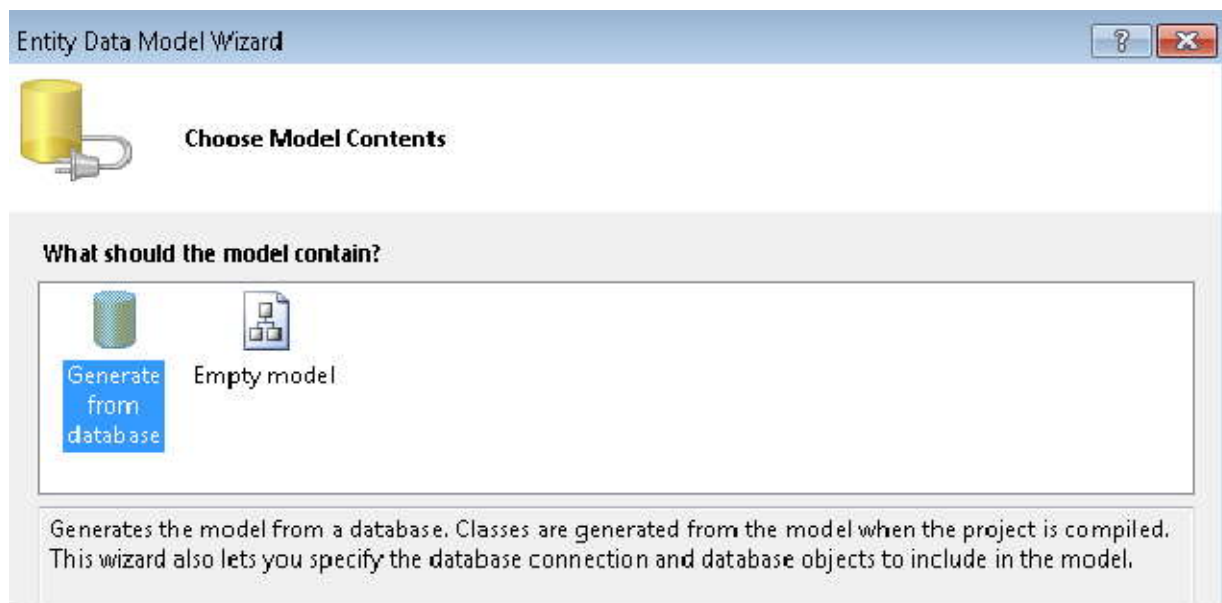 Entity Data Model Wizard
Choose Model Contents
What should the model contain?
Generate
from
database
Empty model
Generates the model from a database. Classes are generated from the model when the project is compiled.
This wizard also lets you specify the database connection and database objects to include in the model.